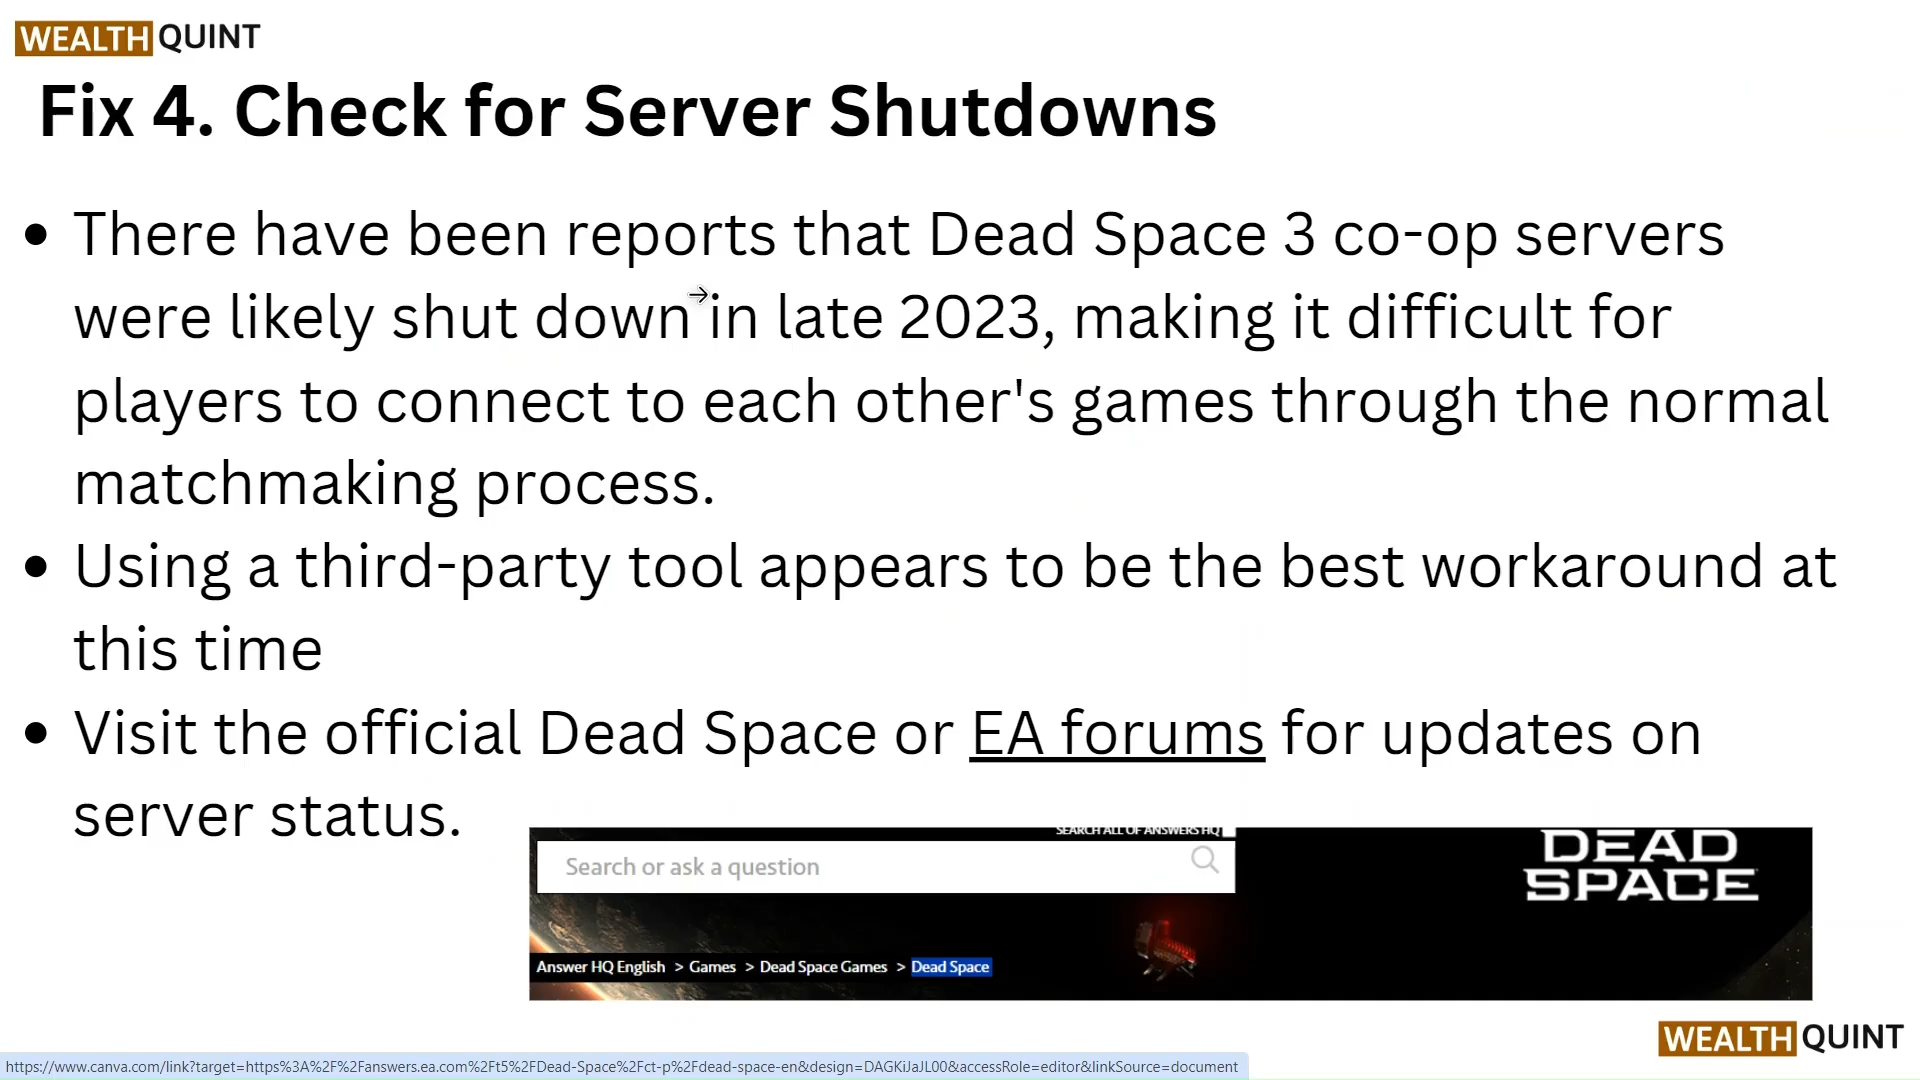 WEALTH QUINT
Fix 4. Check for Server Shutdowns
• There have been reports that Dead Space 3 co-op servers
were likely shut down in late 2023, making it difficult for
players to connect to each other's games through the normal
matchmaking process.
• Using a third-party tool appears to be the best workaround at
this time
• Visit the official Dead Space or EA forums for updates on
server status.
SEARCH ALL OF ANSWERS HQ
Search or ask a question
DEAD
SPACE
Answer HQ English > Games > Dead Space Games > Dead Space
WEALTH QUINT
https://www.canva.com/link?target=https%3A%2F%2Fanswers.ea.com%2Ft5%2FDead-Space%2Fct-p%2Fdead-space-en&design=DAGKiJaJL00&accessRole=editor&linkSource=document